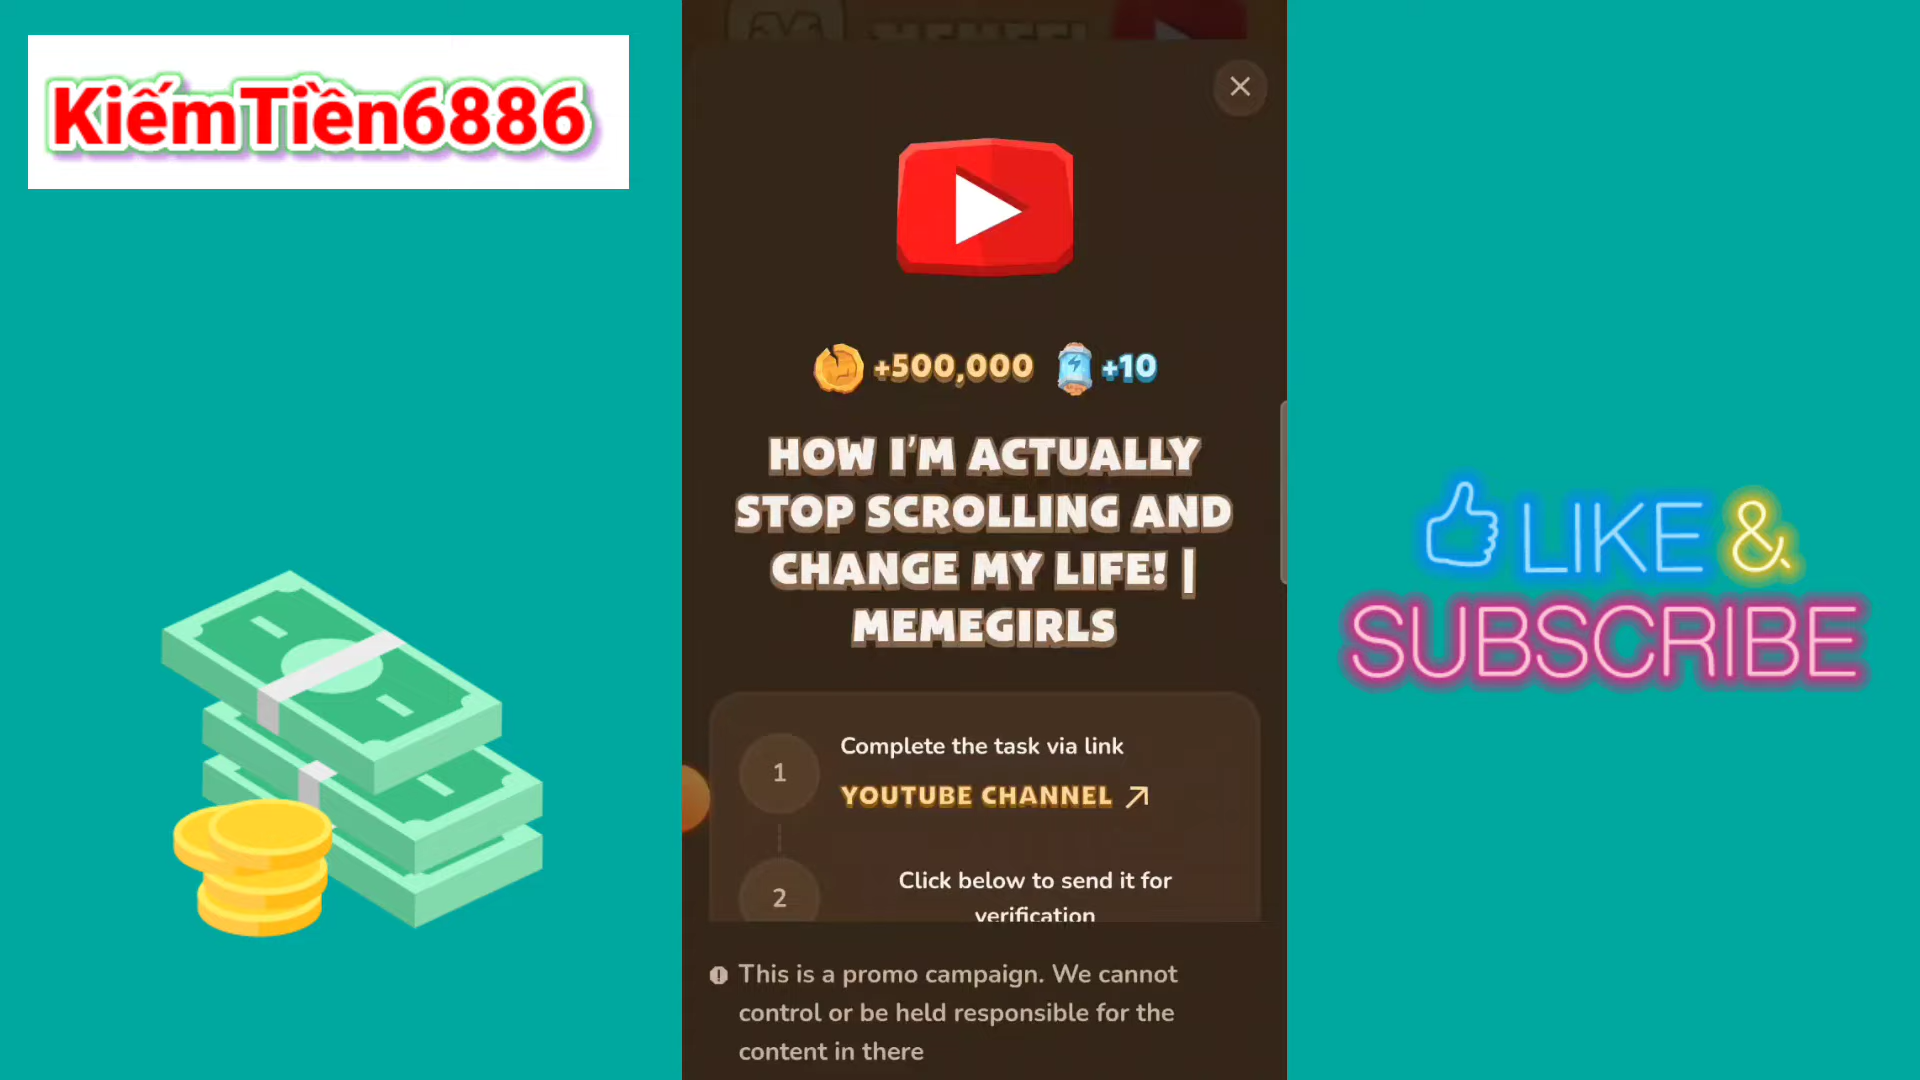 KiếmTiền6886
+500,000 +10
HOW I'M ACTUALLY
STOP SCROLLING AND
CHANGE MY LIFE! |
MEMEGIRLS
1
Complete the task via link
YOUTUBE CHANNEL
2
Click below to send it for
verification
This is a promo campaign. We cannot
control or be held responsible for the
content in there
LIKE &
SUBSCRIBE